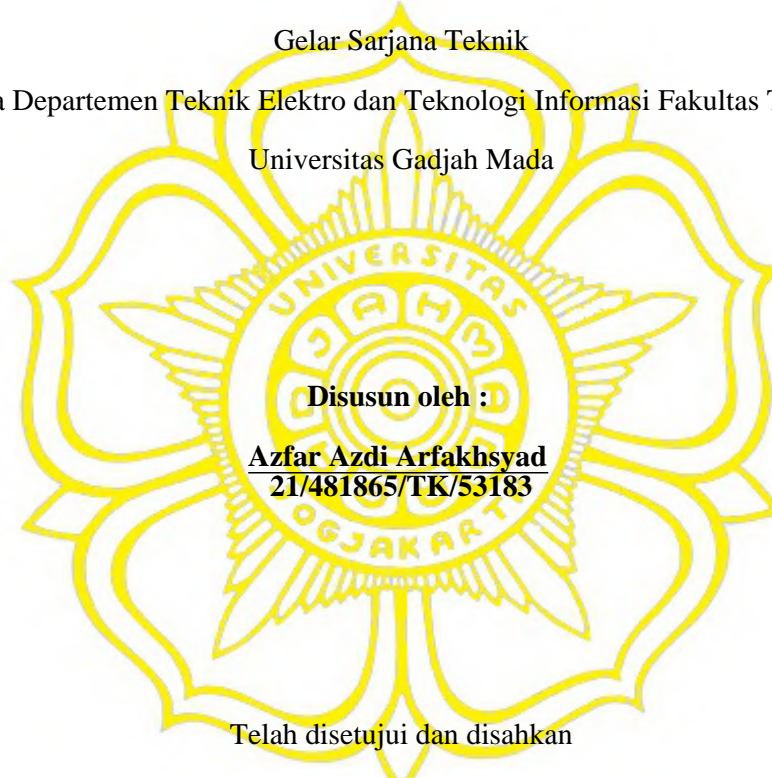 Gelar Sarjana Teknik
Departemen Teknik Elektro dan Teknologi Informasi Fakultas
Universitas Gadjah Mada
UNIVERSITAS
Disusun oleh :
Azfar Azdi Arfakhsyad
21/481865/TK/53183
Telah disetujui dan disahkan